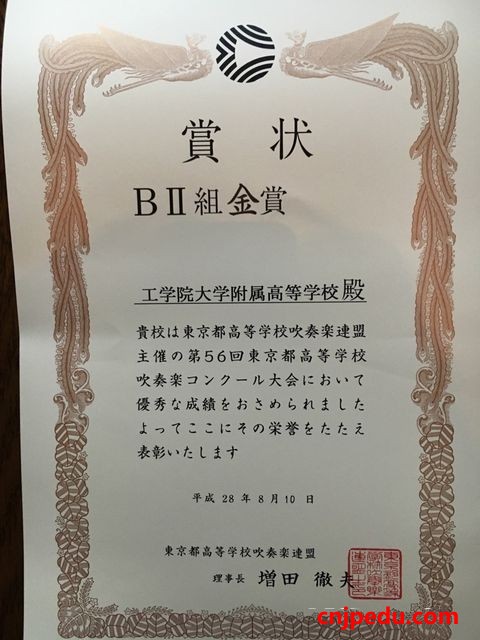 賞状
BⅡ組 金賞
工学院大学附属高等学校殿
貴校は東京都高等学校吹奏楽連盟
主催の第56回東京都高等学校
吹奏楽コンクール大会において
優秀な成績をおさめられました
よってここにその栄誉をたたえ
表彰いたします
平成28年8月10日
東京都高等学校吹奏楽連盟
理事長 増田 徹夫
cnjpedu.com